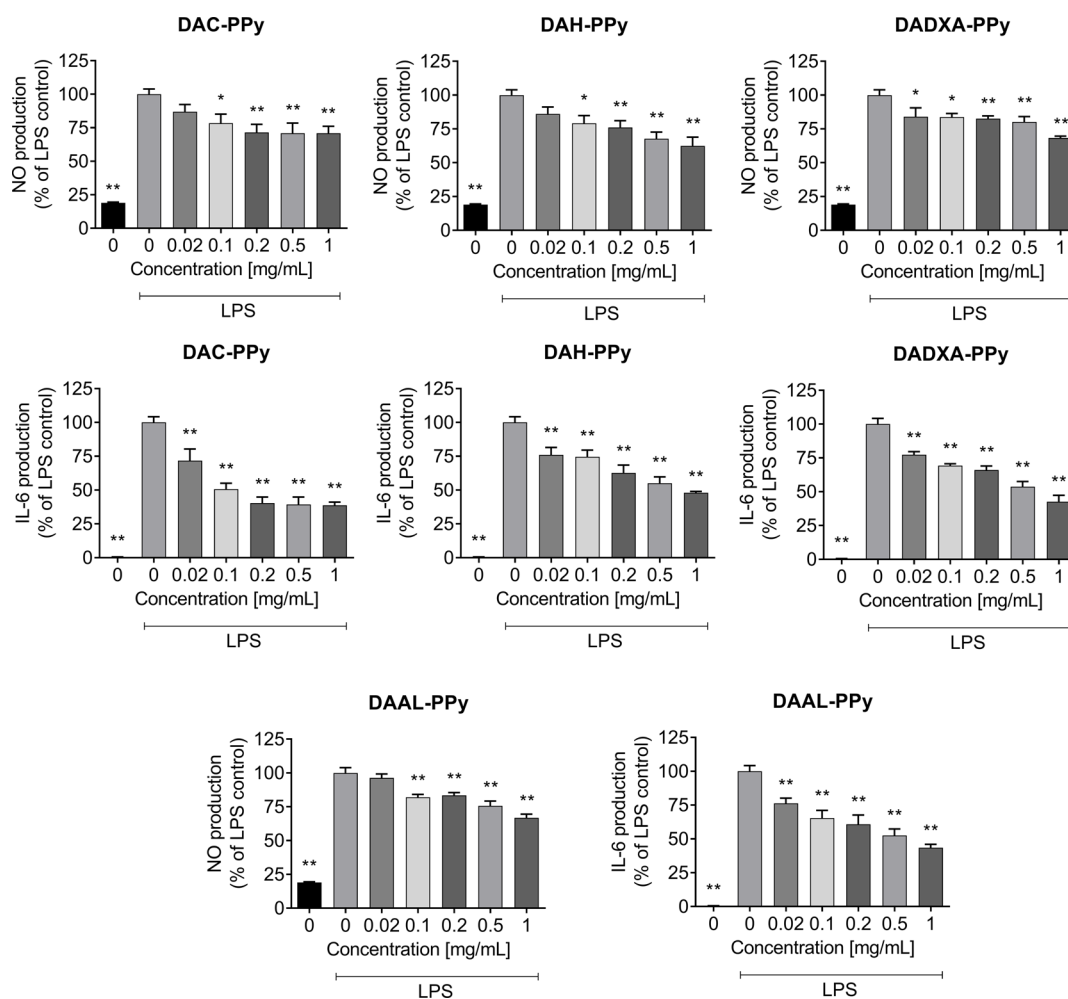 DAC-PPy
NO production
(% of LPS control)
125
100
75
50
25
0
** * ** ** **
0 0 0.02 0.1 0.2 0.5 1
Concentration [mg/mL]
LPS
DAH-PPy
NO production
(% of LPS control)
125
100
75
50
25
0
** * ** ** **
0 0 0.02 0.1 0.2 0.5 1
Concentration [mg/mL]
LPS
DADXA-PPy
NO production
(% of LPS control)
125
100
75
50
25
0
** * * ** ** **
0 0 0.02 0.1 0.2 0.5 1
Concentration [mg/mL]
LPS
DAC-PPy
IL-6 production
(% of LPS control)
125
100
75
50
25
0
** ** ** ** ** **
0 0 0.02 0.1 0.2 0.5 1
Concentration [mg/mL]
LPS
DAH-PPy
IL-6 production
(% of LPS control)
125
100
75
50
25
0
** ** ** ** ** **
0 0 0.02 0.1 0.2 0.5 1
Concentration [mg/mL]
LPS
DADXA-PPy
IL-6 production
(% of LPS control)
125
100
75
50
25
0
** ** ** ** ** **
0 0 0.02 0.1 0.2 0.5 1
Concentration [mg/mL]
LPS
DAAL-PPy
NO production
(% of LPS control)
125
100
75
50
25
0
** ** ** ** **
0 0 0.02 0.1 0.2 0.5 1
Concentration [mg/mL]
LPS
DAAL-PPy
IL-6 production
(% of LPS control)
125
100
75
50
25
0
** ** ** ** ** **
0 0 0.02 0.1 0.2 0.5 1
Concentration [mg/mL]
LPS